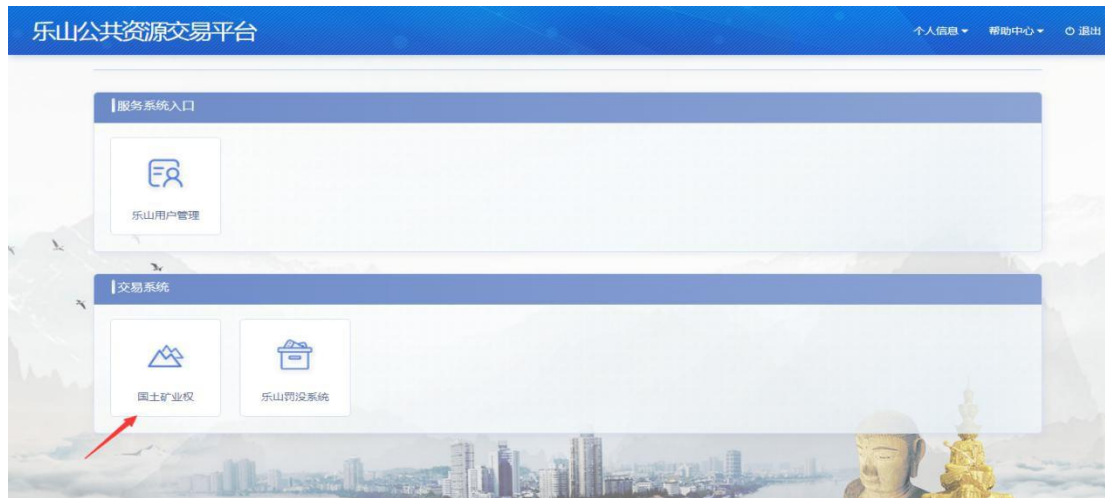 乐山公共资源交易平台
个人信息 帮助中心 退出
服务系统入口
乐山用户管理
交易系统
国土矿业权 乐山罚没系统